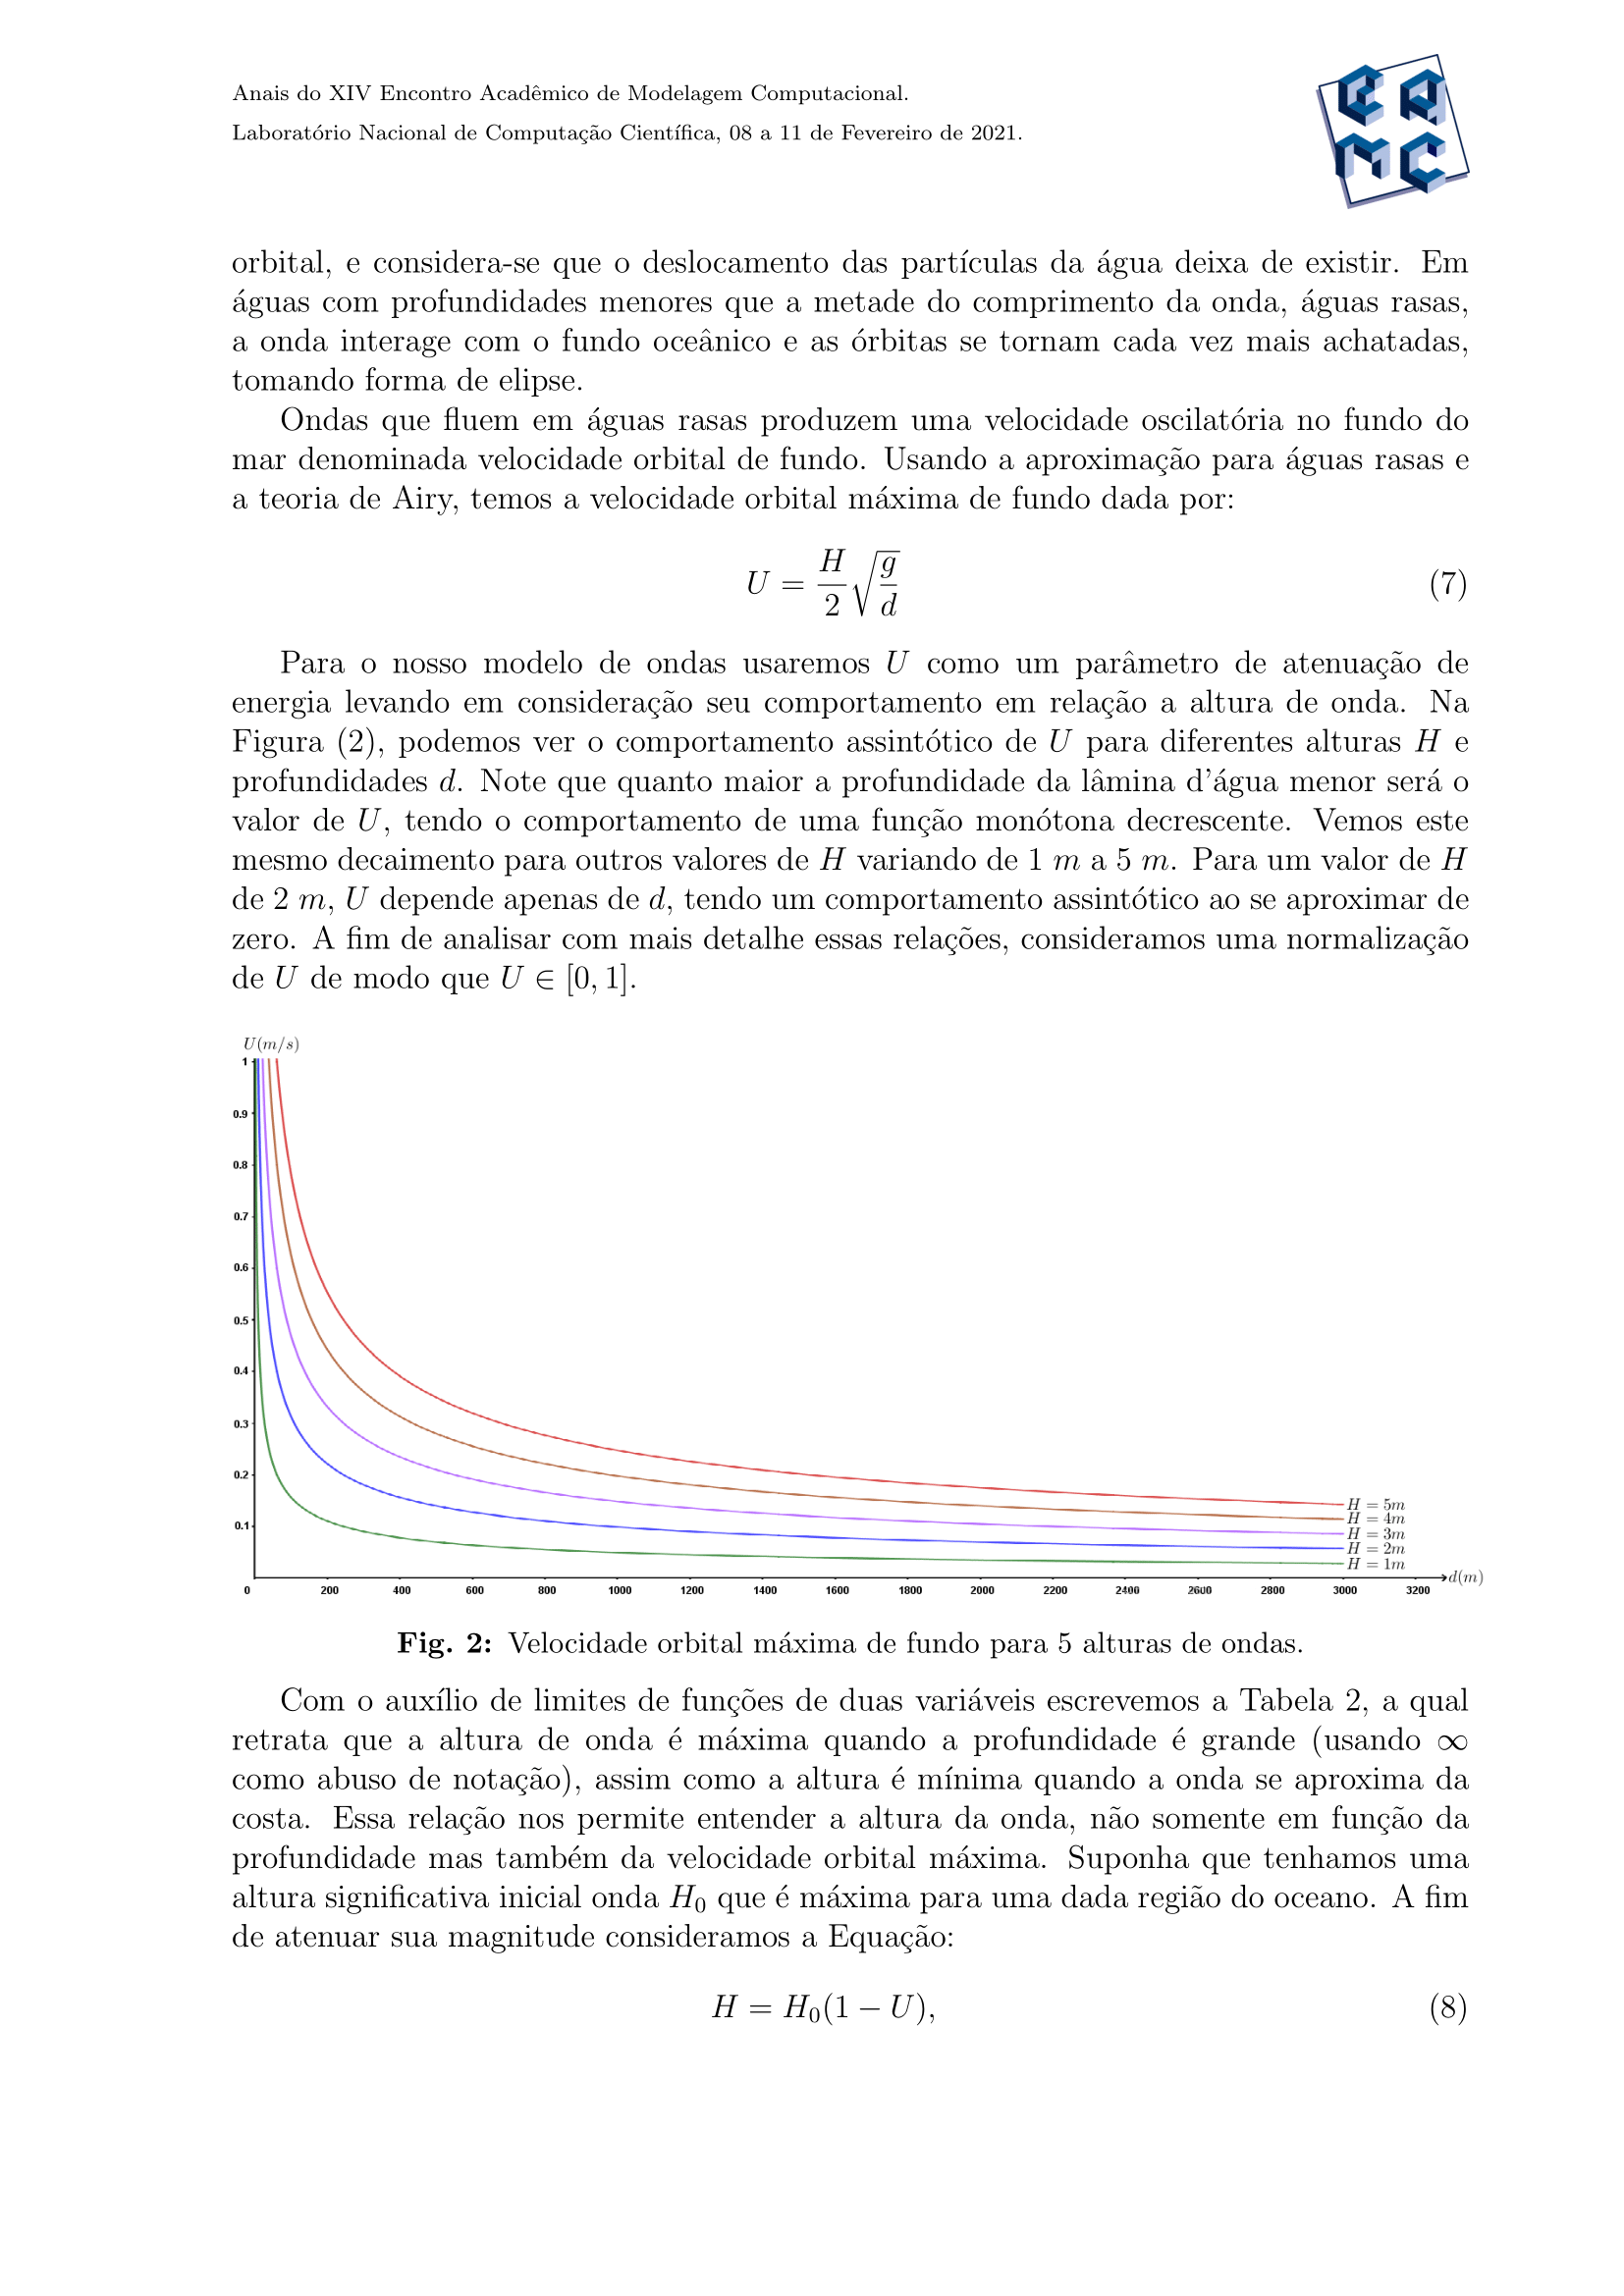 Anais do XIV Encontro Acadêmico de Modelagem Computacional.
Laboratório Nacional de Computação Científica, 08 a 11 de Fevereiro de 2021.
EAMC
orbital, e considera-se que o deslocamento das partículas da água deixa de existir. Em
águas com profundidades menores que a metade do comprimento da onda, águas rasas,
a onda interage com o fundo oceânico e as órbitas se tornam cada vez mais achatadas,
tomando forma de elipse.
Ondas que fluem em águas rasas produzem uma velocidade oscilatória no fundo do
mar denominada velocidade orbital de fundo. Usando a aproximação para águas rasas e
a teoria de Airy, temos a velocidade orbital máxima de fundo dada por:
U = H/2 √(g/d) (7)
Para o nosso modelo de ondas usaremos U como um parâmetro de atenuação de
energia levando em consideração seu comportamento em relação a altura de onda. Na
Figura (2), podemos ver o comportamento assintótico de U para diferentes alturas H e
profundidades d. Note que quanto maior a profundidade da lâmina d'água menor será o
valor de U, tendo o comportamento de uma função monótona decrescente. Vemos este
mesmo decaimento para outros valores de H variando de 1 m a 5 m. Para um valor de H
de 2 m, U depende apenas de d, tendo um comportamento assintótico ao se aproximar de
zero. A fim de analisar com mais detalhe essas relações, consideramos uma normalização
de U de modo que U ∈ [0, 1].
U(m/s)
1
0.9
0.8
0.7
0.6
0.5
0.4
0.3
0.2
0.1
H = 5m
H = 4m
H = 3m
H = 2m
H = 1m
0 200 400 600 800 1000 1200 1400 1600 1800 2000 2200 2400 2600 2800 3000 3200 d(m)
Fig. 2: Velocidade orbital máxima de fundo para 5 alturas de ondas.
Com o auxílio de limites de funções de duas variáveis escrevemos a Tabela 2, a qual
retrata que a altura de onda é máxima quando a profundidade é grande (usando ∞
como abuso de notação), assim como a altura é mínima quando a onda se aproxima da
costa. Essa relação nos permite entender a altura da onda, não somente em função da
profundidade mas também da velocidade orbital máxima. Suponha que tenhamos uma
altura significativa inicial onda H₀ que é máxima para uma dada região do oceano. A fim
de atenuar sua magnitude consideramos a Equação:
H = H₀(1 − U), (8)